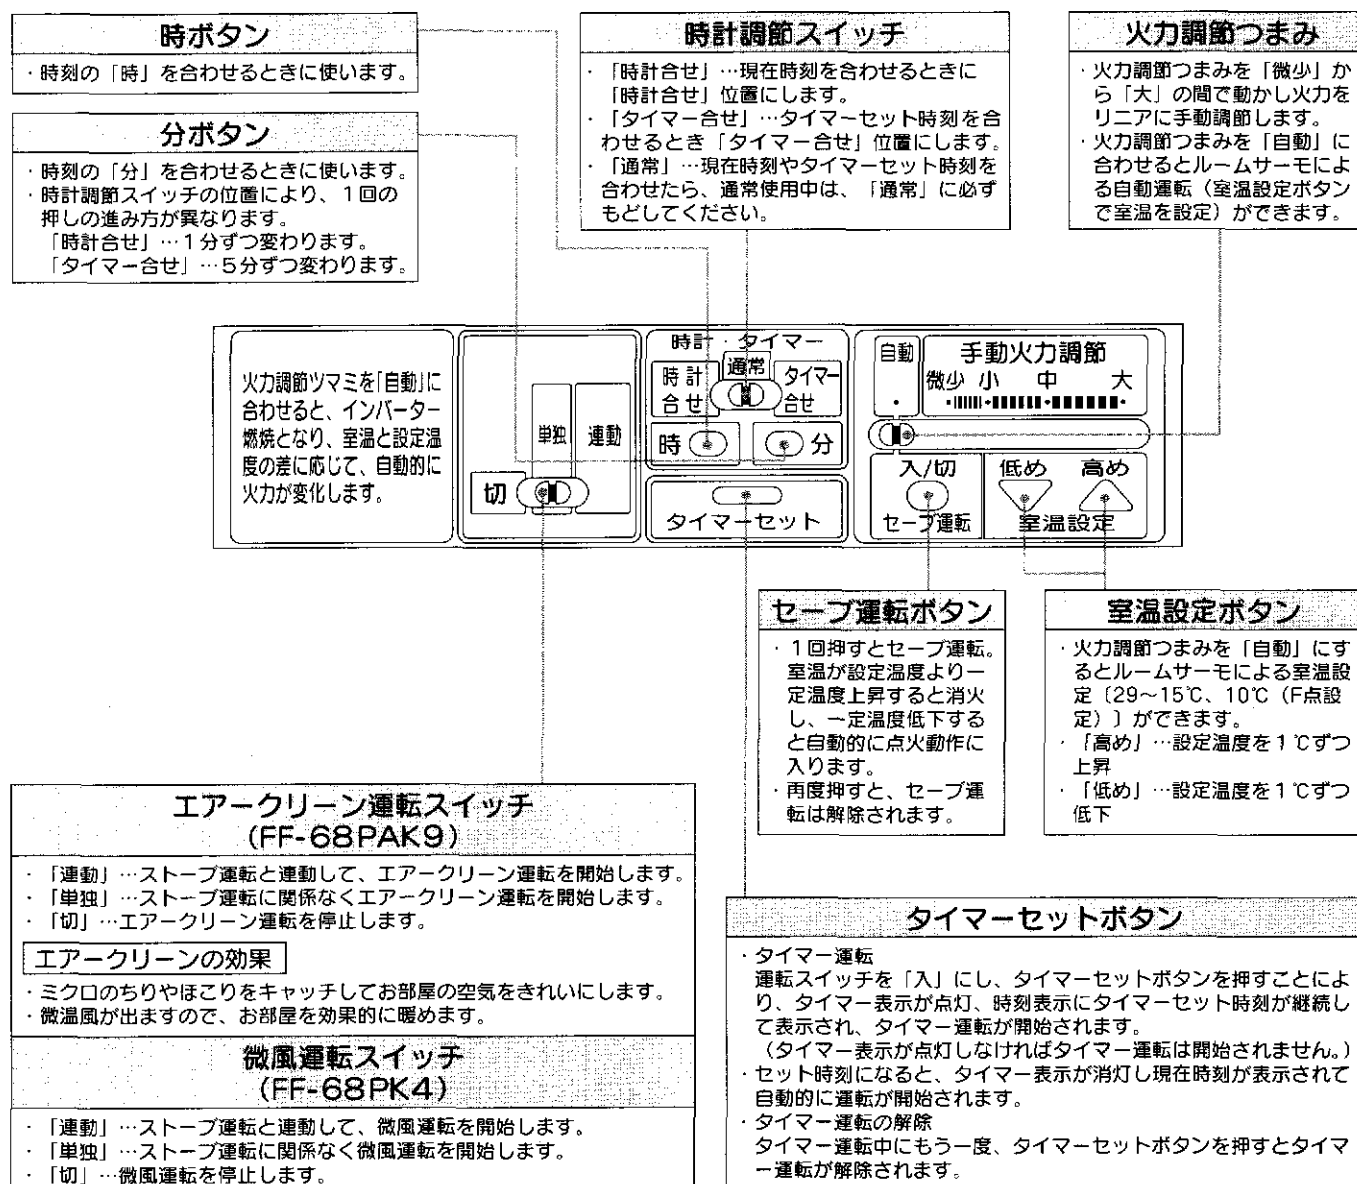 時ボタン
・時刻の「時」を合わせるときに使います。
分ボタン
・時刻の「分」を合わせるときに使います。
・時計調節スイッチの位置により、1回の
押しの進み方が異なります。
「時計合せ」…1分ずつ変わります。
「タイマー合せ」…5分ずつ変わります。
時計調節スイッチ
・「時計合せ」…現在時刻を合わせるときに
「時計合せ」位置にします。
・「タイマー合せ」…タイマーセット時刻を合
わせるとき「タイマー合せ」位置にします。
・「通常」…現在時刻やタイマーセット時刻を
合わせたら、通常使用中は、「通常」に必ず
もどしてください。
火力調節つまみ
・火力調節つまみを「微少」か
ら「大」の間で動かし火力を
リニアに手動調節します。
・火力調節つまみを「自動」に
合わせるとルームサーモによ
る自動運転（室温設定ボタン
で室温を設定）ができます。
火力調節ツマミを「自動」に
合わせると、インバーター
燃焼となり、室温と設定温
度の差に応じて、自動的に
火力が変化します。
切
単独
連動
時計・タイマー
時計
合せ
通常
タイマー
合せ
時
分
タイマーセット
自動
手動火力調節
微少 小 中 大
入/切
セーブ運転
低め 高め
室温設定
セーブ運転ボタン
・1回押すとセーブ運転。
室温が設定温度より一
定温度上昇すると消火
し、一定温度低下する
と自動的に点火動作に
入ります。
・再度押すと、セーブ運
転は解除されます。
室温設定ボタン
・火力調節つまみを「自動」にす
るとルームサーモによる室温設
定〔29～15℃、10℃（F点設
定）〕ができます。
・「高め」…設定温度を1℃ずつ
上昇
・「低め」…設定温度を1℃ずつ
低下
エアークリーン運転スイッチ
(FF-68PAK9)
・「連動」…ストーブ運転と連動して、エアークリーン運転を開始します。
・「単独」…ストーブ運転に関係なくエアークリーン運転を開始します。
・「切」…エアークリーン運転を停止します。
エアークリーンの効果
・ミクロのちりやほこりをキャッチしてお部屋の空気をきれいにします。
・微温風が出ますので、お部屋を効果的に暖めます。
微風運転スイッチ
(FF-68PK4)
・「連動」…ストーブ運転と連動して、微風運転を開始します。
・「単独」…ストーブ運転に関係なく微風運転を開始します。
・「切」…微風運転を停止します。
タイマーセットボタン
・タイマー運転
運転スイッチを「入」にし、タイマーセットボタンを押すことによ
り、タイマー表示が点灯、時刻表示にタイマーセット時刻が継続し
て表示され、タイマー運転が開始されます。
（タイマー表示が点灯しなければタイマー運転は開始されません。）
・セット時刻になると、タイマー表示が消灯し現在時刻が表示されて
自動的に運転が開始されます。
・タイマー運転の解除
タイマー運転中にもう一度、タイマーセットボタンを押すとタイマ
ー運転が解除されます。